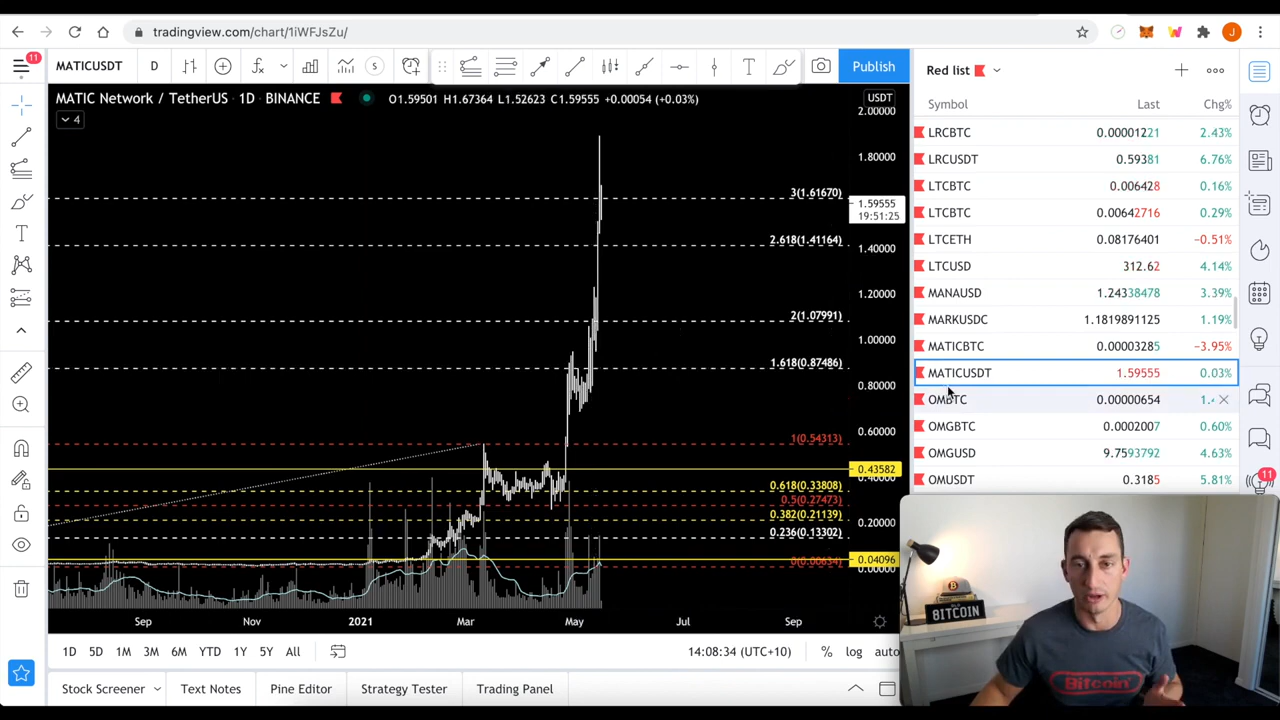 tradingview.com/chart/1iWFJsZu/
J
11
MATICUSDT
D
S
T
Publish
Red list
MATIC Network / TetherUS · 1D · BINANCE
O1.59501 H1.67364 L1.52623 C1.59555 +0.00054 (+0.03%)
USDT
4
Symbol Last Chg%
LRCBTC 0.00001221 2.43%
LRCUSDT 0.59381 6.76%
LTCBTC 0.006428 0.16%
LTCBTC 0.00642716 0.29%
LTCETH 0.08176401 −0.51%
LTCUSD 312.62 4.14%
MANAUSD 1.24338478 3.39%
MARKUSDC 1.1819891125 1.19%
MATICBTC 0.00003285 −3.95%
MATICUSDT 1.59555 0.03%
OMBTC 0.00000654
OMGBTC 0.0002007 0.60%
OMGUSD 9.7593792 4.63%
OMUSDT 0.3185 5.81%
11
2.00000
1.80000
3(1.61670)
1.59555
19:51:25
2.618(1.41164)
1.40000
1.20000
2(1.07991)
1.00000
1.618(0.87486)
0.80000
0.60000
1(0.54313)
0.43582
0.40000
0.618(0.33808)
0.5(0.27473)
0.382(0.21139)
0.20000
0.236(0.13302)
0.04096
0(0.00634)
0.00000
Sep Nov 2021 Mar May Jul Sep
1D 5D 1M 3M 6M YTD 1Y 5Y All
14:08:34 (UTC+10) % log auto
Stock Screener Text Notes Pine Editor Strategy Tester Trading Panel
BITCOIN
Bitcoin